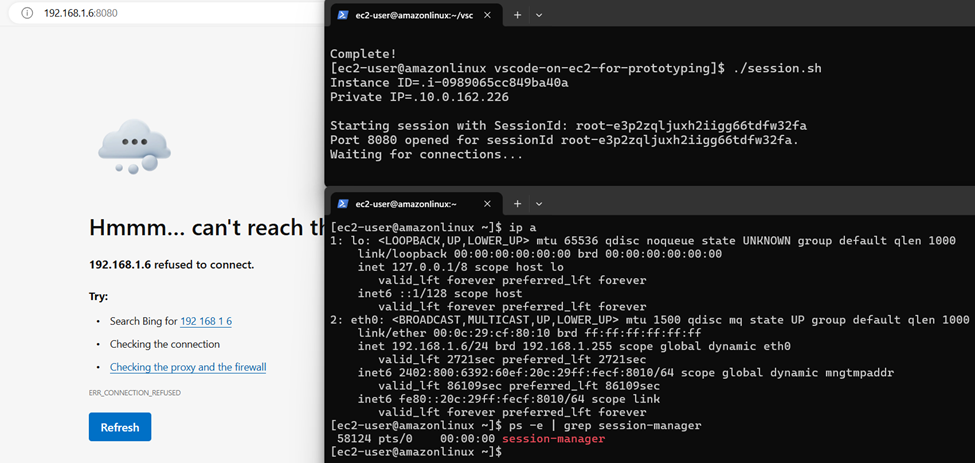 192.168.1.6:8080
Hmmm... can't reach th
192.168.1.6 refused to connect.
Try:
• Search Bing for 192 168 1 6
• Checking the connection
• Checking the proxy and the firewall
ERR_CONNECTION_REFUSED
Refresh
ec2-user@amazonlinux:~/vsc
Complete!
[ec2-user@amazonlinux vscode-on-ec2-for-prototyping]$ ./session.sh
Instance ID=.i-0989065cc849ba40a
Private IP=.10.0.162.226
Starting session with SessionId: root-e3p2zqljuxh2iigg66tdfw32fa
Port 8080 opened for sessionId root-e3p2zqljuxh2iigg66tdfw32fa.
Waiting for connections...
ec2-user@amazonlinux:~
[ec2-user@amazonlinux ~]$ ip a
1: lo: <LOOPBACK,UP,LOWER_UP> mtu 65536 qdisc noqueue state UNKNOWN group default qlen 1000
link/loopback 00:00:00:00:00:00 brd 00:00:00:00:00:00
inet 127.0.0.1/8 scope host lo
valid_lft forever preferred_lft forever
inet6 ::1/128 scope host
valid_lft forever preferred_lft forever
2: eth0: <BROADCAST,MULTICAST,UP,LOWER_UP> mtu 1500 qdisc mq state UP group default qlen 1000
link/ether 00:0c:29:cf:80:10 brd ff:ff:ff:ff:ff:ff
inet 192.168.1.6/24 brd 192.168.1.255 scope global dynamic eth0
valid_lft 2721sec preferred_lft 2721sec
inet6 2402:800:6392:60ef:20c:29ff:fecf:8010/64 scope global dynamic mngtmpaddr
valid_lft 86109sec preferred_lft 86109sec
inet6 fe80::20c:29ff:fecf:8010/64 scope link
valid_lft forever preferred_lft forever
[ec2-user@amazonlinux ~]$ ps -e | grep session-manager
58124 pts/0 00:00:00 session-manager
[ec2-user@amazonlinux ~]$